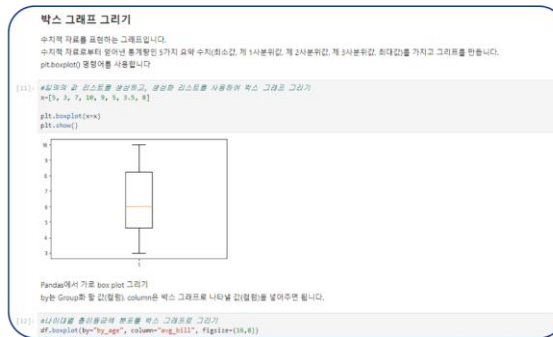 박스 그래프 그리기
수치적 자료를 표현하는 그래프입니다.
수치적 자료로부터 얻어낸 통계량인 5가지 요약 수치(최소값, 제 1사분위값, 제 2사분위값, 제 3사분위값, 최대값)를 가지고 그리프를 만듭니다.
plt.boxplot() 명령어를 사용합니다
[11]: #임의의 값 리스트를 생성하고, 생성한 리스트를 사용하여 박스 그래프 그리기
plt.boxplot(x=x)
plt.show()
10
9
8
7
6
5
4
3
1
Pandas에서 가로 box plot 그리기
by는 Group화 할 값(컬럼), column은 박스 그래프로 나타낼 값(컬럼)을 넣어주면 됩니다.
[12]: #나이대별 총위험금액 분포를 박스 그래프로 그리기
df.boxplot(by="by_age", column="avg_bill", figsize=(16,8))